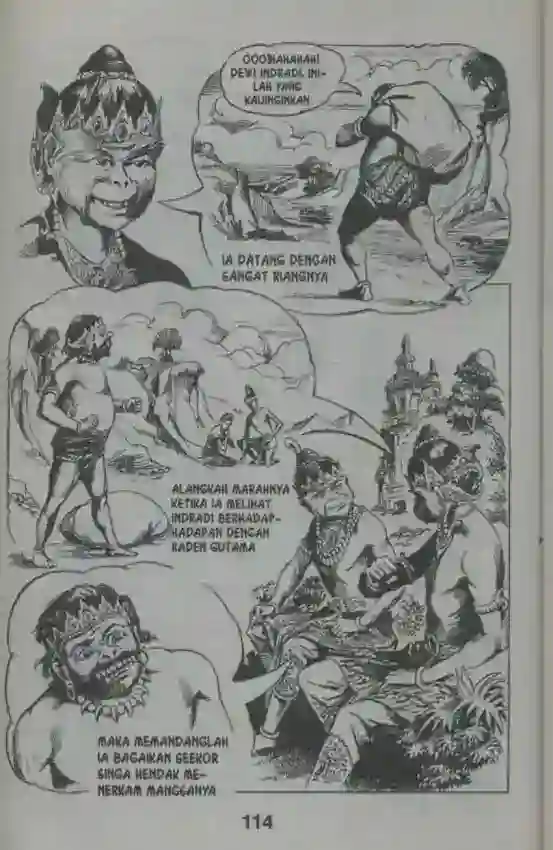 OOOHAHAHAH!
DEWI INDRADI, INI-
LAH YANG
KAUINGINKAN
IA DATANG DENGAN
SANGAT RIANGNYA
ALANGKAH MARAHNYA
KETIKA IA MELIHAT
INDRADI BERHADAP-
HADAPAN DENGAN
RADEN GUTAMA
MAKA MEMANDANGLAH
IA BAGAIKAN SEEKOR
SINGA HENDAK ME-
NERKAM MANGSANYA
114